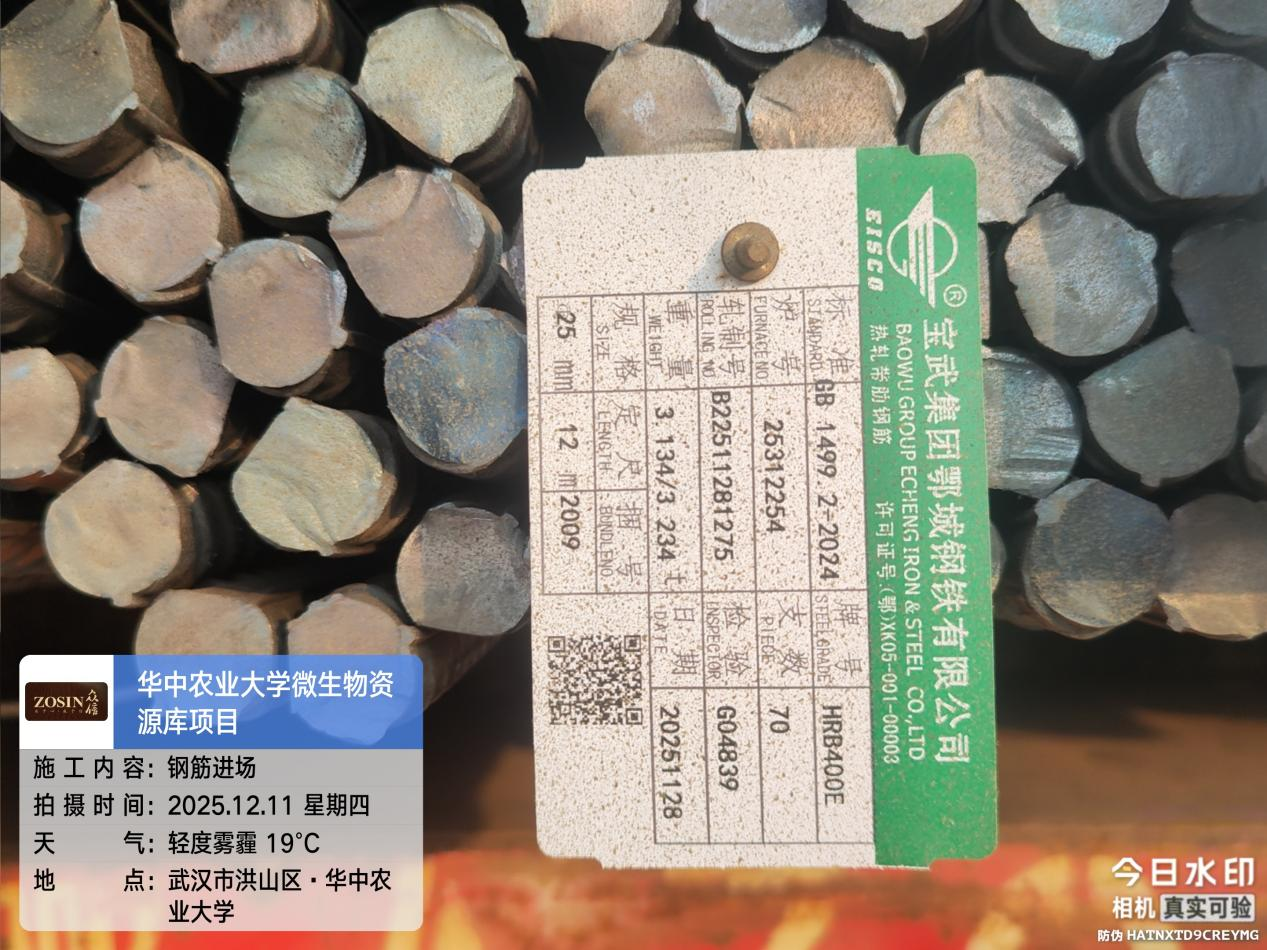 EISCO
®
宝武集团鄂城钢铁有限公司
BAOWU GROUP ECHENG IRON & STEEL CO.,LTD
热轧带肋钢筋 许可证号:(鄂)XK05-001-00003
标准 GB 1499.2-2024 牌号 HRB400E
STANDARD STEEL GRADE
炉号 25312254 支数 70
FURNACE NO PIECE
轧制号 B22511281275 检验 G04839
ROLLING NO INSPECTOR
重量 3.134/3.234 t 日期 20251128
WEIGHT DATE
规格 定尺 捆号
SIZE LENGTH BUNDLE NO.
25 mm 12 m 2009
ZOSIN 众信
华中农业大学微生物资
源库项目
施工内容: 钢筋进场
拍摄时间: 2025.12.11 星期四
天气: 轻度雾霾 19°C
地点: 武汉市洪山区·华中农
业大学
今日水印
相机 真实可验
防伪 HATNXTD9CREYMG